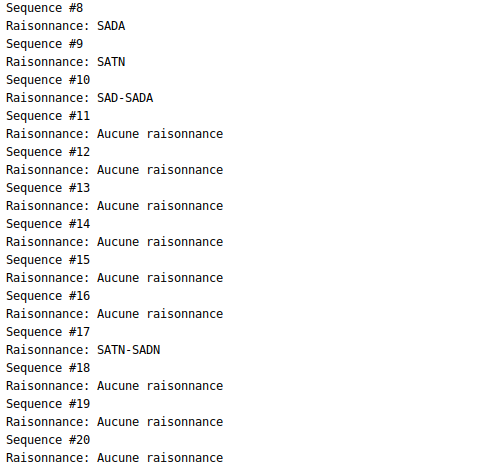 Sequence #8
Raisonnance: SADA
Sequence #9
Raisonnance: SATN
Sequence #10
Raisonnance: SAD-SADA
Sequence #11
Raisonnance: Aucune raisonnance
Sequence #12
Raisonnance: Aucune raisonnance
Sequence #13
Raisonnance: Aucune raisonnance
Sequence #14
Raisonnance: Aucune raisonnance
Sequence #15
Raisonnance: Aucune raisonnance
Sequence #16
Raisonnance: Aucune raisonnance
Sequence #17
Raisonnance: SATN-SADN
Sequence #18
Raisonnance: Aucune raisonnance
Sequence #19
Raisonnance: Aucune raisonnance
Sequence #20
Raisonnance: Aucune raisonnance